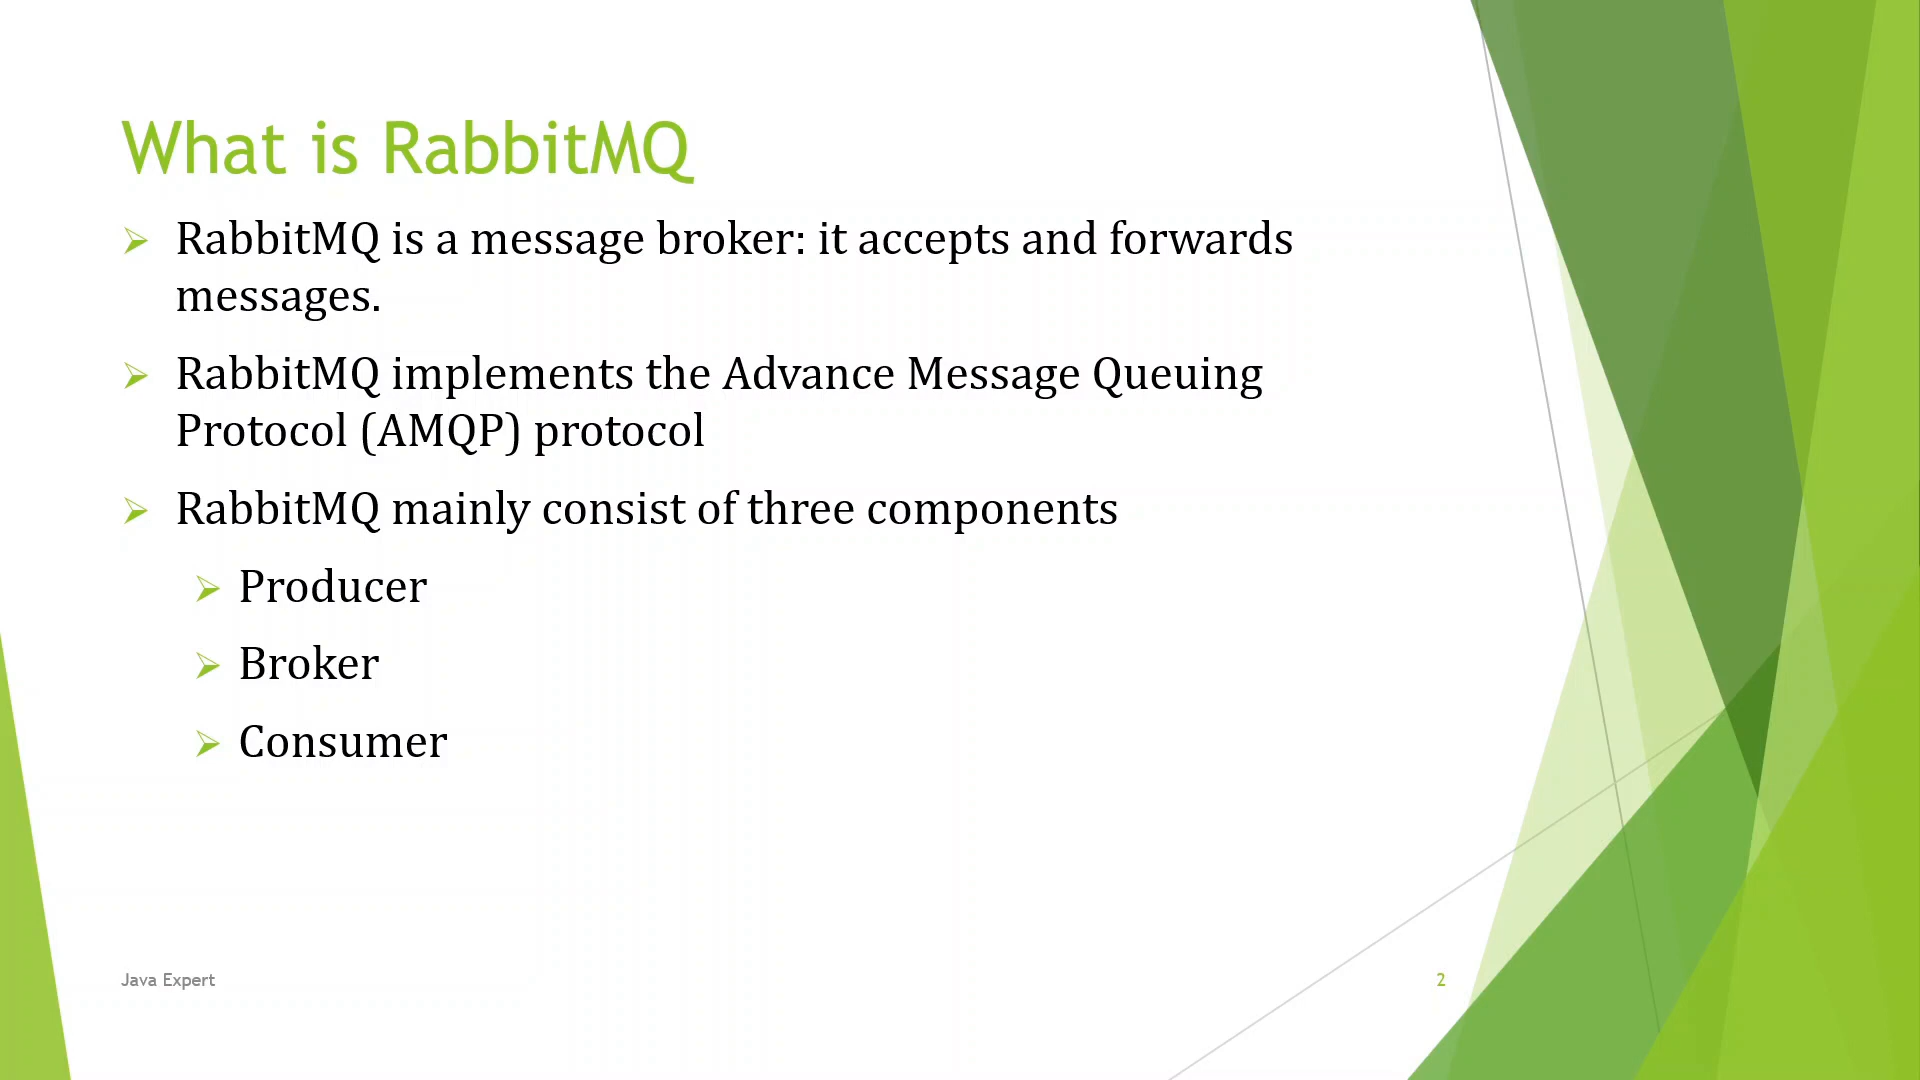 What is RabbitMQ
RabbitMQ is a message broker: it accepts and forwards
messages.
RabbitMQ implements the Advance Message Queuing
Protocol (AMQP) protocol
RabbitMQ mainly consist of three components
Producer
Broker
Consumer
Java Expert
2